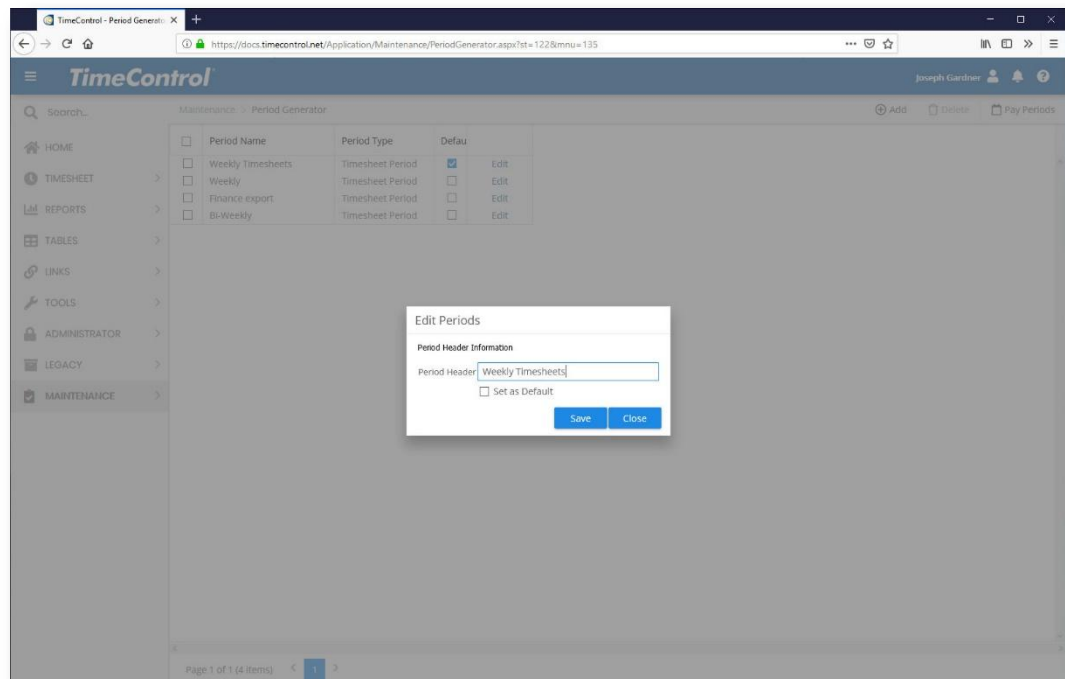 TimeControl - Period Generato
https://docs.timecontrol.net/Application/Maintenance/PeriodGenerator.aspx?st=122&mnu=135
TimeControl
Joseph Gardner
Search...
Maintenance > Period Generator
Add
Delete
Pay Periods
HOME
TIMESHEET
REPORTS
TABLES
LINKS
TOOLS
ADMINISTRATOR
LEGACY
MAINTENANCE
Period Name Period Type Defau
Weekly Timesheets Timesheet Period Edit
Weekly Timesheet Period Edit
Finance export Timesheet Period Edit
Bi-Weekly Timesheet Period Edit
Edit Periods
Period Header Information
Period Header Weekly Timesheets
Set as Default
Save Close
Page 1 of 1 (4 items) < 1 >